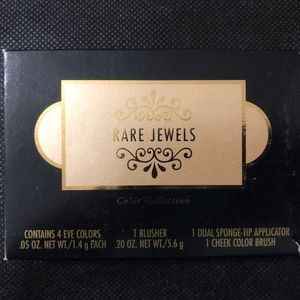 RARE JEWELS
Color Collection
CONTAINS 4 EYE COLORS 1 BLUSHER 1 DUAL SPONGE-TIP APPLICATOR
.05 OZ. NET WT./1.4 g EACH .20 OZ. NET WT./5.6 g 1 CHEEK COLOR BRUSH